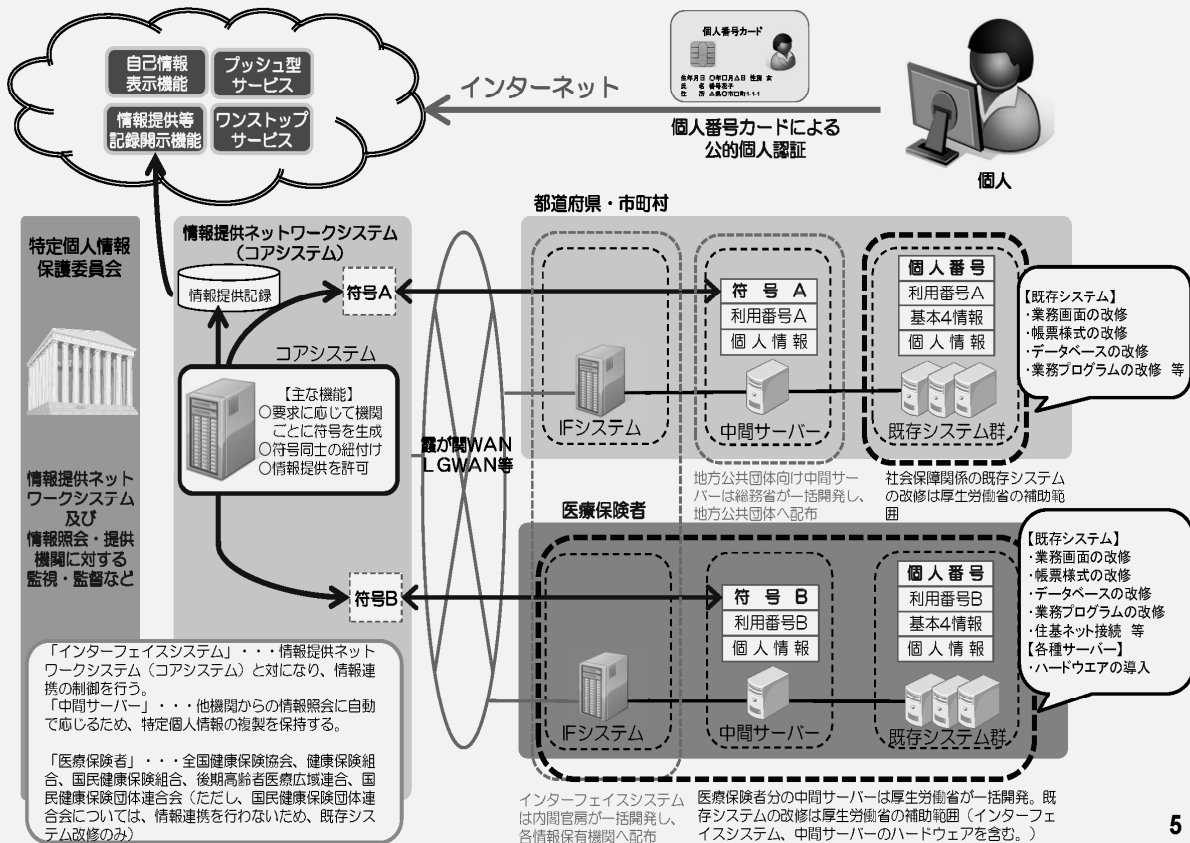 自己情報
表示機能
プッシュ型
サービス
情報提供等
記録開示機能
ワンストップ
サービス
インターネット
個人番号カード
生年月日 〇年口月△日 性別 女
氏 名 番号花子
住 所 △県〇市口町1-1-1
個人番号カードによる
公的個人認証
個人
特定個人情報
保護委員会
情報提供ネット
ワークシステム
及び
情報照会・提供
機関に対する
監視・監督など
情報提供ネットワークシステム
（コアシステム）
情報提供記録
符号A
コアシステム
【主な機能】
○要求に応じて機関
ごとに符号を生成
○符号同士の紐付け
○情報提供を許可
符号B
霞が関WAN
LGWAN等
都道府県・市町村
IFシステム
符 号 A
利用番号A
個 人 情 報
中間サーバー
個 人 番 号
利用番号A
基本4情報
個 人 情 報
既存システム群
【既存システム】
・業務画面の改修
・帳票様式の改修
・データベースの改修
・業務プログラムの改修 等
地方公共団体向け中間サー
バーは総務省が一括開発し、
地方公共団体へ配布
社会保障関係の既存システム
の改修は厚生労働省の補助範
囲
医療保険者
IFシステム
符 号 B
利用番号B
個 人 情 報
中間サーバー
個 人 番 号
利用番号B
基本4情報
個 人 情 報
既存システム群
【既存システム】
・業務画面の改修
・帳票様式の改修
・データベースの改修
・業務プログラムの改修
・住基ネット接続 等
【各種サーバー】
・ハードウエアの導入
「インターフェイスシステム」・・・情報提供ネット
ワークシステム（コアシステム）と対になり、情報連
携の制御を行う。
「中間サーバー」・・・他機関からの情報照会に自動
で応じるため、特定個人情報の複製を保持する。
「医療保険者」・・・全国健康保険協会、健康保険組
合、国民健康保険組合、後期高齢者医療広域連合、国
民健康保険団体連合会（ただし、国民健康保険団体連
合会については、情報連携を行わないため、既存シス
テム改修のみ）
インターフェイスシステム
は内閣官房が一括開発し、
各情報保有機関へ配布
医療保険者分の中間サーバーは厚生労働省が一括開発。既
存システムの改修は厚生労働省の補助範囲（インターフェ
イスシステム、中間サーバーのハードウェアを含む。）
5